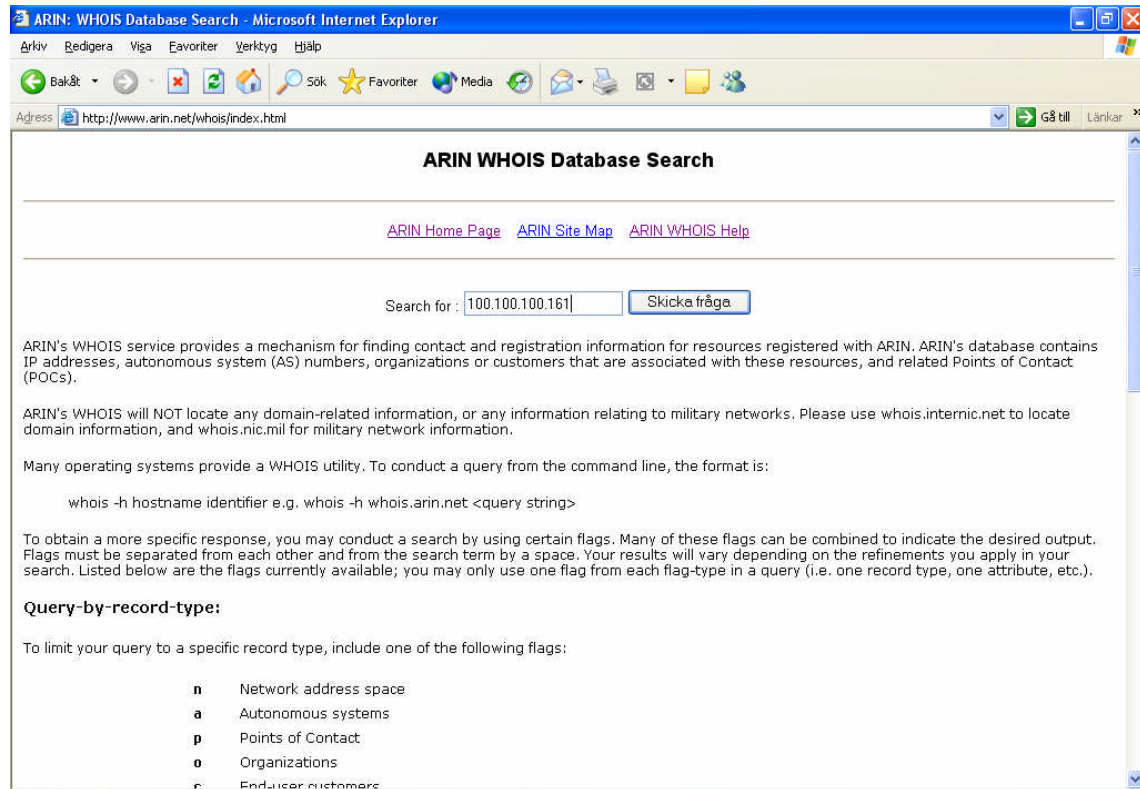 ARIN: WHOIS Database Search - Microsoft Internet Explorer
Arkiv Redigera Visa Favoriter Verktyg Hjälp
Bakåt Sök Favoriter Media
Adress http://www.arin.net/whois/index.html Gå till Länkar »
ARIN WHOIS Database Search
ARIN Home Page ARIN Site Map ARIN WHOIS Help
Search for : 100.100.100.161 Skicka fråga
ARIN's WHOIS service provides a mechanism for finding contact and registration information for resources registered with ARIN. ARIN's database contains
IP addresses, autonomous system (AS) numbers, organizations or customers that are associated with these resources, and related Points of Contact
(POCs).
ARIN's WHOIS will NOT locate any domain-related information, or any information relating to military networks. Please use whois.internic.net to locate
domain information, and whois.nic.mil for military network information.
Many operating systems provide a WHOIS utility. To conduct a query from the command line, the format is:
whois -h hostname identifier e.g. whois -h whois.arin.net <query string>
To obtain a more specific response, you may conduct a search by using certain flags. Many of these flags can be combined to indicate the desired output.
Flags must be separated from each other and from the search term by a space. Your results will vary depending on the refinements you apply in your
search. Listed below are the flags currently available; you may only use one flag from each flag-type in a query (i.e. one record type, one attribute, etc.).
Query-by-record-type:
To limit your query to a specific record type, include one of the following flags:
n Network address space
a Autonomous systems
p Points of Contact
o Organizations
c End-user customers